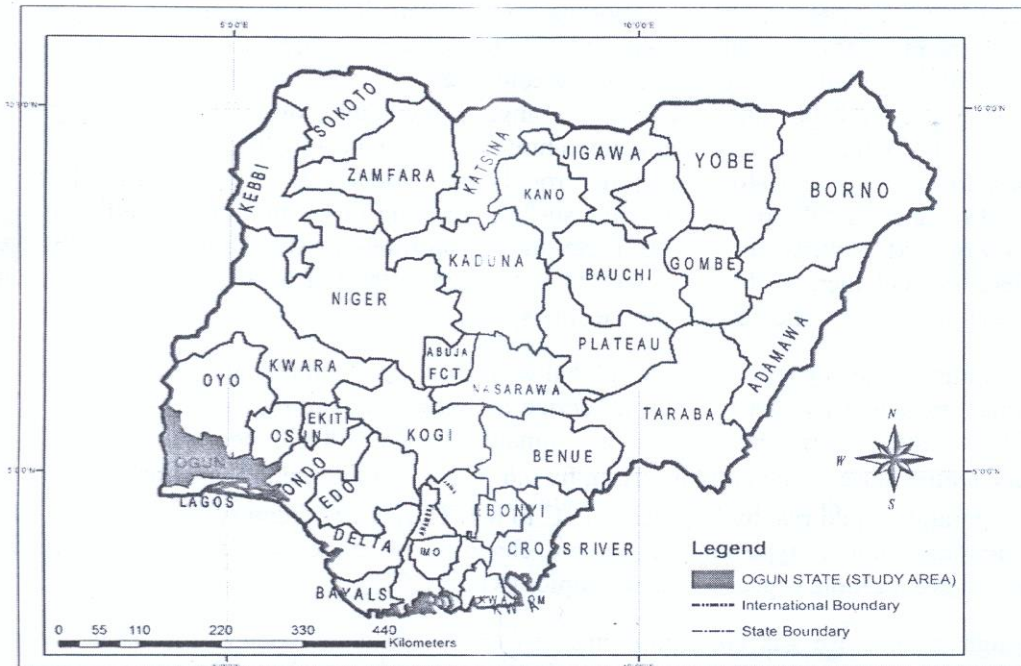 SOKOTO
KEBBI
ZAMFARA
KATSINA
JIGAWA
KANO
YOBE
BORNO
KADUNA
BAUCHI
GOMBE
NIGER
ABUJA
FCT
PLATEAU
ADAMAWA
KWARA
OYO
NASARAWA
TARABA
EKITI
OSUN
KOGI
BENUE
OGUN
ONDO
EDO
LAGOS
EBONYI
DELTA
IMO
CROSS RIVER
BAYALS
N
W
S
Legend
OGUN STATE (STUDY AREA)
International Boundary
State Boundary
0 55 110 220 330 440
Kilometers